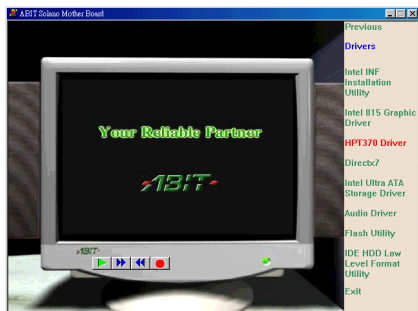 ABIT Solano Mother Board
Previous
Drivers
Intel INF
Installation
Utility
Intel 815 Graphic
Driver
HPT370 Driver
Directx7
Intel Ultra ATA
Storage Driver
Audio Driver
Flash Utility
IDE HDD Low
Level Format
Utility
Exit
Your Reliable Partner
ABIT
ABIT